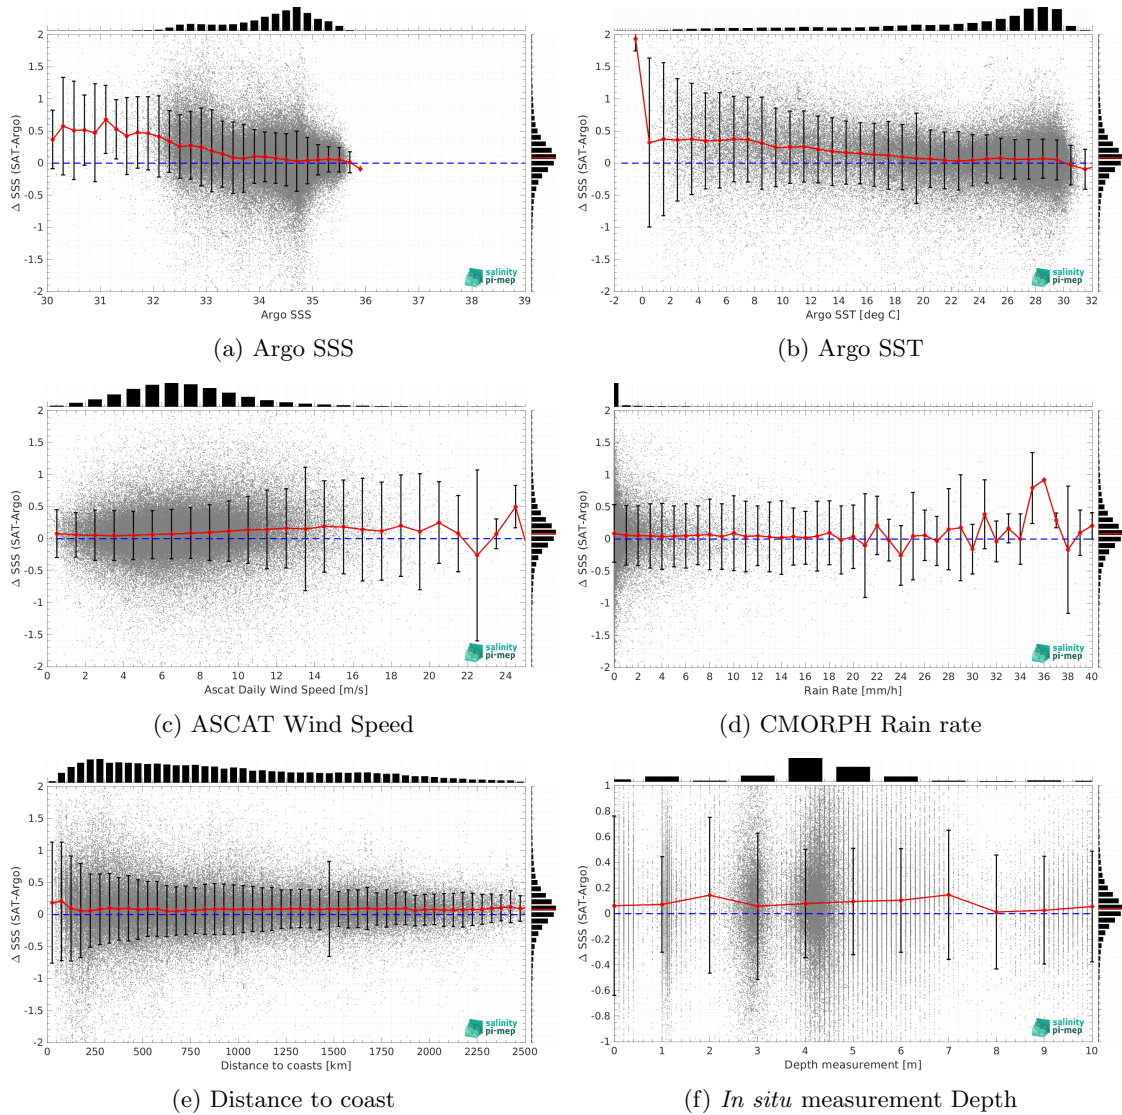 2
1.5
1
0.5
0
-0.5
-1
-1.5
-2
Δ SSS (SAT-Argo)
30 31 32 33 34 35 36 37 38 39
Argo SSS
salinity
pi-mep
(a) Argo SSS
2
1.5
1
0.5
0
-0.5
-1
-1.5
-2
Δ SSS (SAT-Argo)
-2 0 2 4 6 8 10 12 14 16 18 20 22 24 26 28 30 32
Argo SST [deg C]
salinity
pi-mep
(b) Argo SST
2
1.5
1
0.5
0
-0.5
-1
-1.5
-2
Δ SSS (SAT-Argo)
0 2 4 6 8 10 12 14 16 18 20 22 24
Ascat Daily Wind Speed [m/s]
salinity
pi-mep
(c) ASCAT Wind Speed
2
1.5
1
0.5
0
-0.5
-1
-1.5
-2
Δ SSS (SAT-Argo)
0 2 4 6 8 10 12 14 16 18 20 22 24 26 28 30 32 34 36 38 40
Rain Rate [mm/h]
salinity
pi-mep
(d) CMORPH Rain rate
2
1.5
1
0.5
0
-0.5
-1
-1.5
-2
Δ SSS (SAT-Argo)
0 250 500 750 1000 1250 1500 1750 2000 2250 2500
Distance to coasts [km]
salinity
pi-mep
(e) Distance to coast
1
0.8
0.6
0.4
0.2
0
-0.2
-0.4
-0.6
-0.8
-1
Δ SSS (SAT-Argo)
0 1 2 3 4 5 6 7 8 9 10
Depth measurement [m]
salinity
pi-mep
(f) In situ measurement Depth